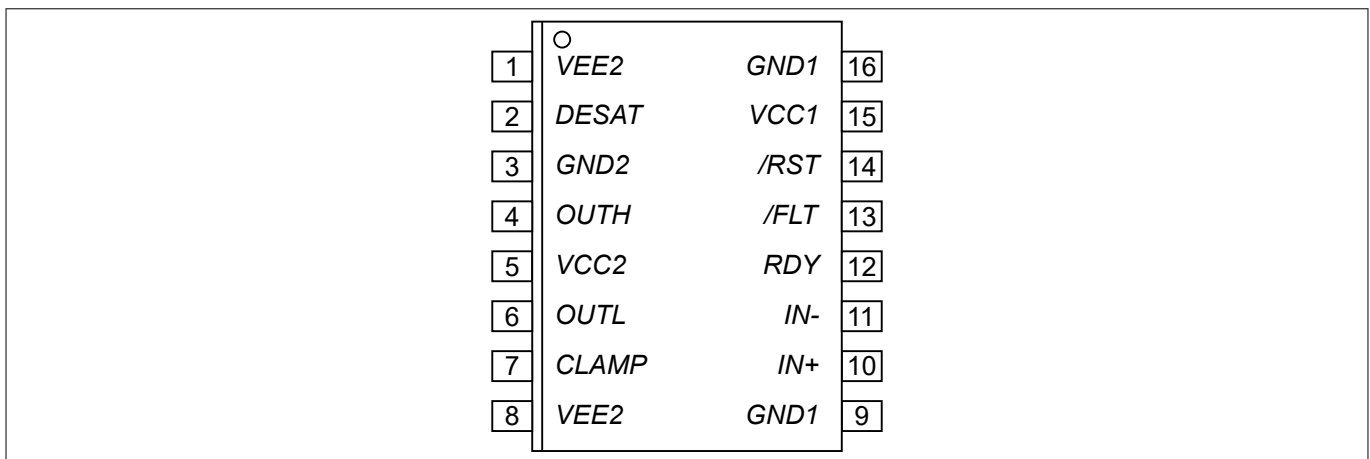 1 VEE2 GND1 16
2 DESAT VCC1 15
3 GND2 /RST 14
4 OUTH /FLT 13
5 VCC2 RDY 12
6 OUTL IN- 11
7 CLAMP IN+ 10
8 VEE2 GND1 9